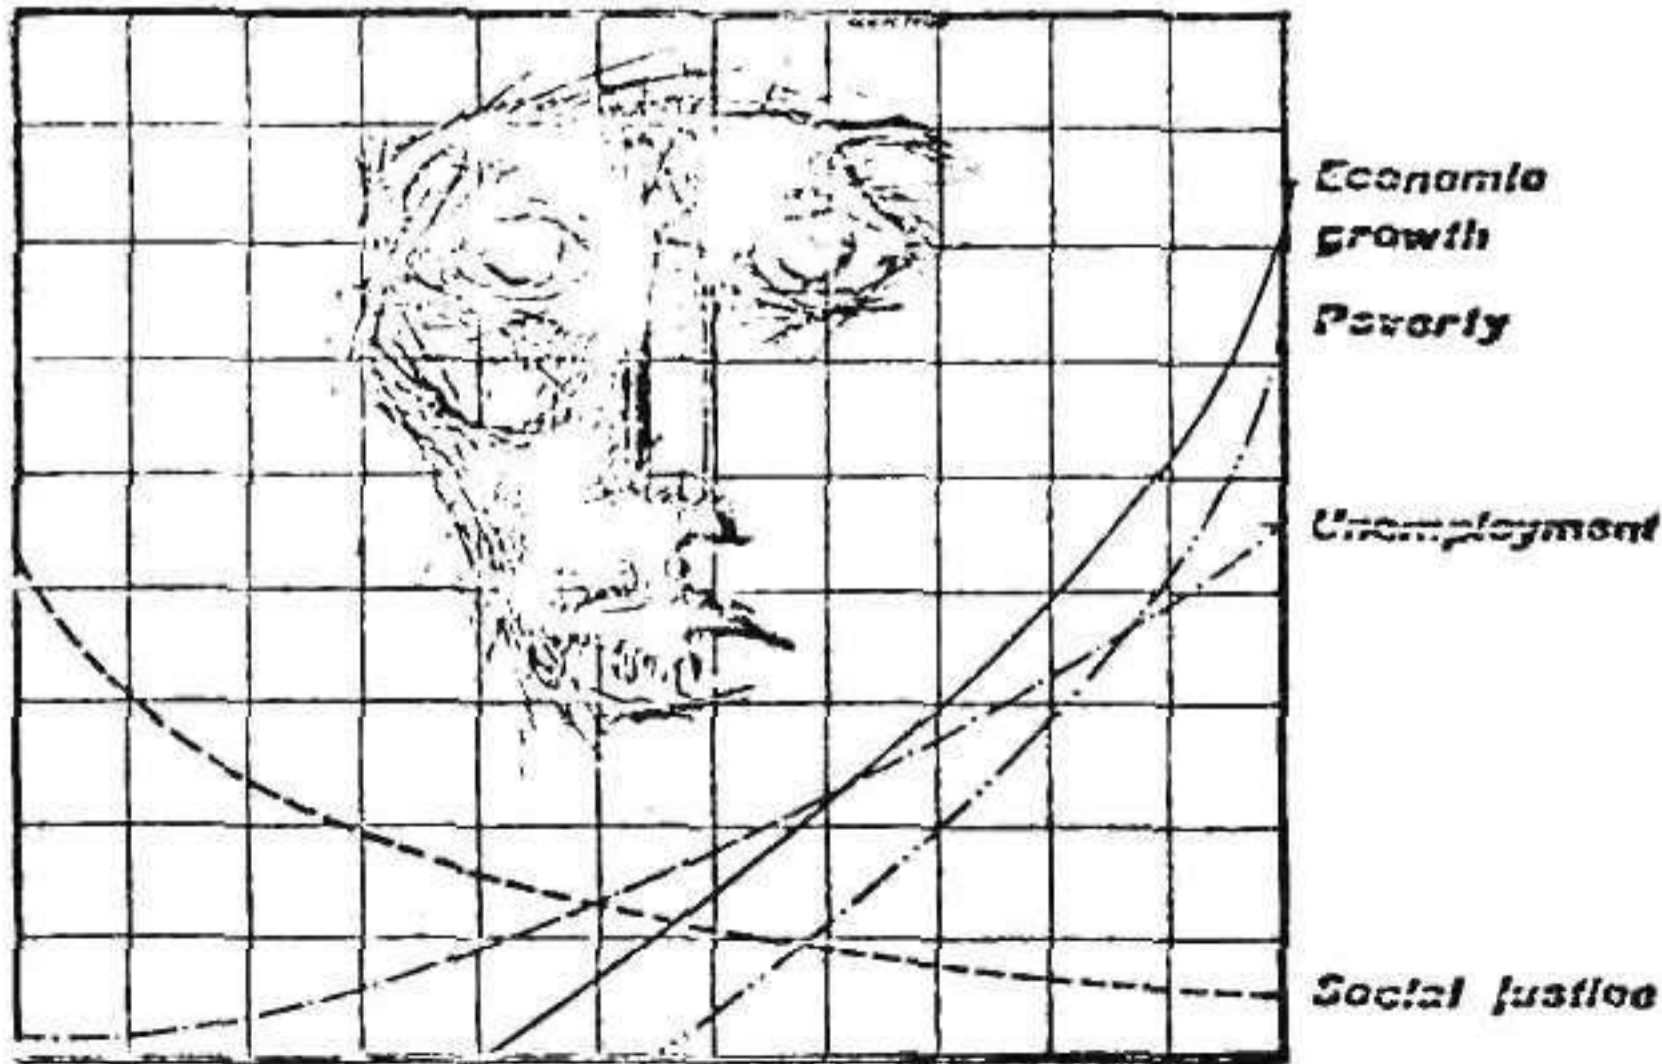 Economic
growth
Poverty
Unemployment
Social justice